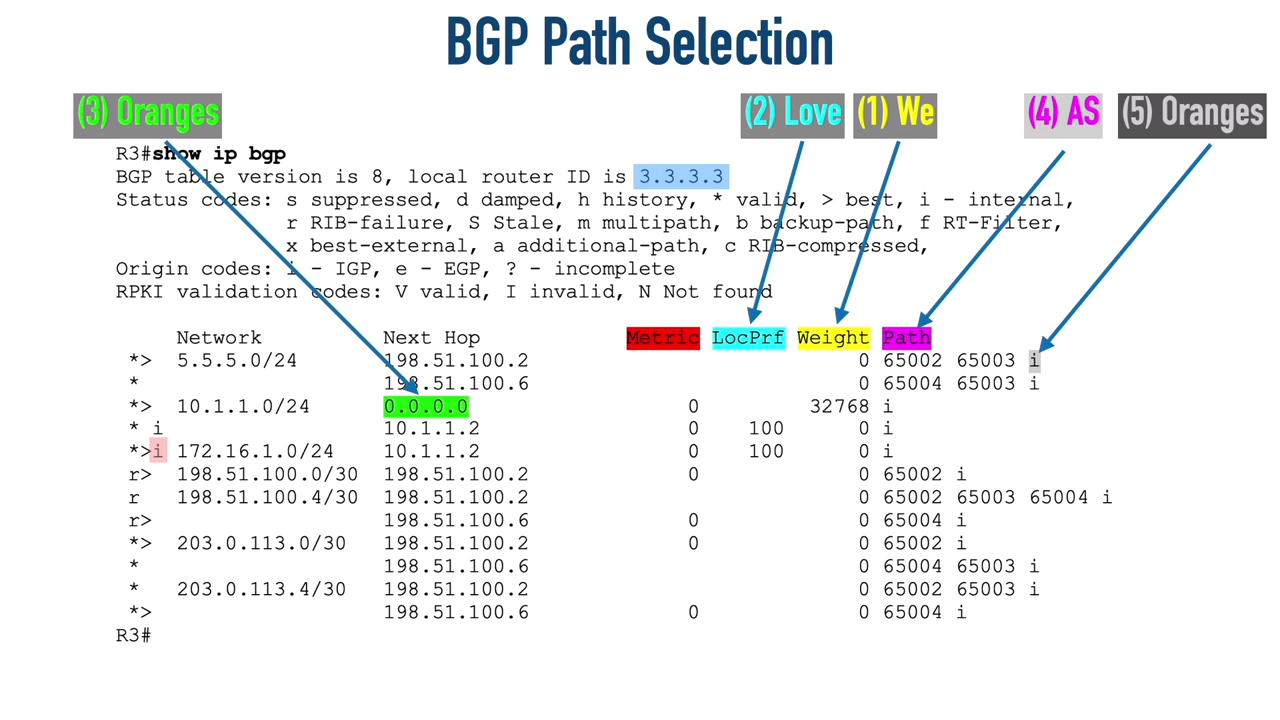 BGP Path Selection
(3) Oranges (2) Love (1) We (4) AS (5) Oranges
R3#show ip bgp
BGP table version is 8, local router ID is 3.3.3.3
Status codes: s suppressed, d damped, h history, * valid, > best, i - internal,
r RIB-failure, S Stale, m multipath, b backup-path, f RT-Filter,
x best-external, a additional-path, c RIB-compressed,
Origin codes: i - IGP, e - EGP, ? - incomplete
RPKI validation codes: V valid, I invalid, N Not found
Network Next Hop Metric LocPrf Weight Path
*> 5.5.5.0/24 198.51.100.2 0 65002 65003 i
* 198.51.100.6 0 65004 65003 i
*> 10.1.1.0/24 0.0.0.0 0 32768 i
* i 10.1.1.2 0 100 0 i
*>i 172.16.1.0/24 10.1.1.2 0 100 0 i
r> 198.51.100.0/30 198.51.100.2 0 0 65002 i
r 198.51.100.4/30 198.51.100.2 0 65002 65003 65004 i
r> 198.51.100.6 0 0 65004 i
*> 203.0.113.0/30 198.51.100.2 0 0 65002 i
* 198.51.100.6 0 65004 65003 i
* 203.0.113.4/30 198.51.100.2 0 65002 65003 i
*> 198.51.100.6 0 0 65004 i
R3#